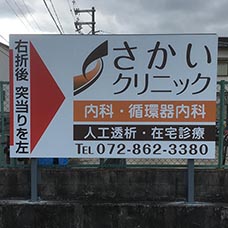 右折後 突当りを左
さかい
クリニック
内科・循環器内科
人工透析・在宅診療
TEL 072-862-3380